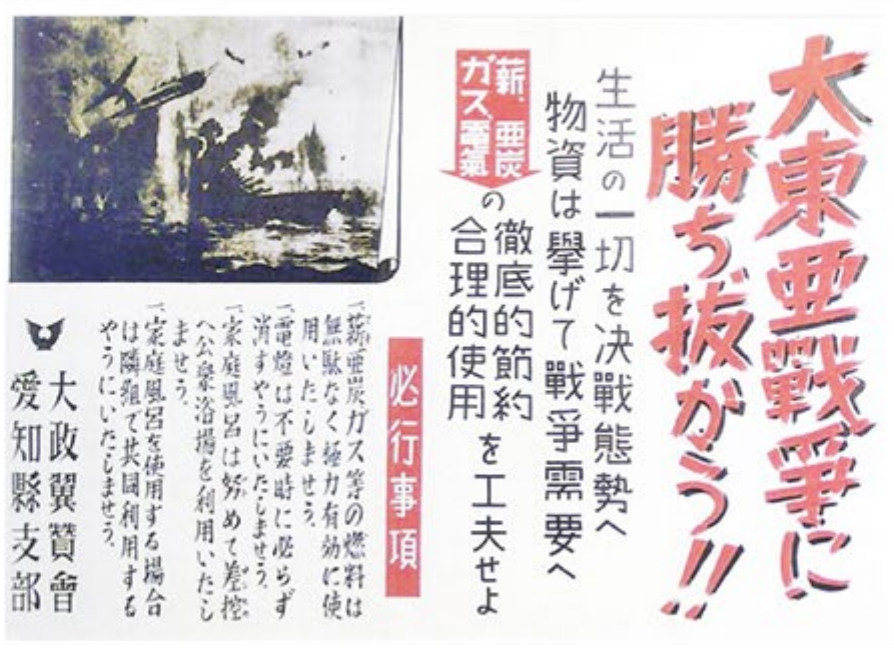 大東亜戰爭に
勝ち抜かう!!
生活の一切を決戰態勢へ
物資は擧げて戰爭需要へ
薪、亜炭
ガス、電氣
の
徹底的節約
合理的使用
を工夫せよ
必行事項
一、薪、亜炭ガス等の燃料は
無駄なく極力有効に使
用いたしませう。
一、電燈は不要時に必らず
消すやうにいたしませう。
一、家庭風呂は努めて差控
へ公衆浴場を利用いたし
ませう。
一、家庭風呂を使用する場合
は隣組で共同利用する
やうにいたしませう。
大政翼賛會
愛知縣支部